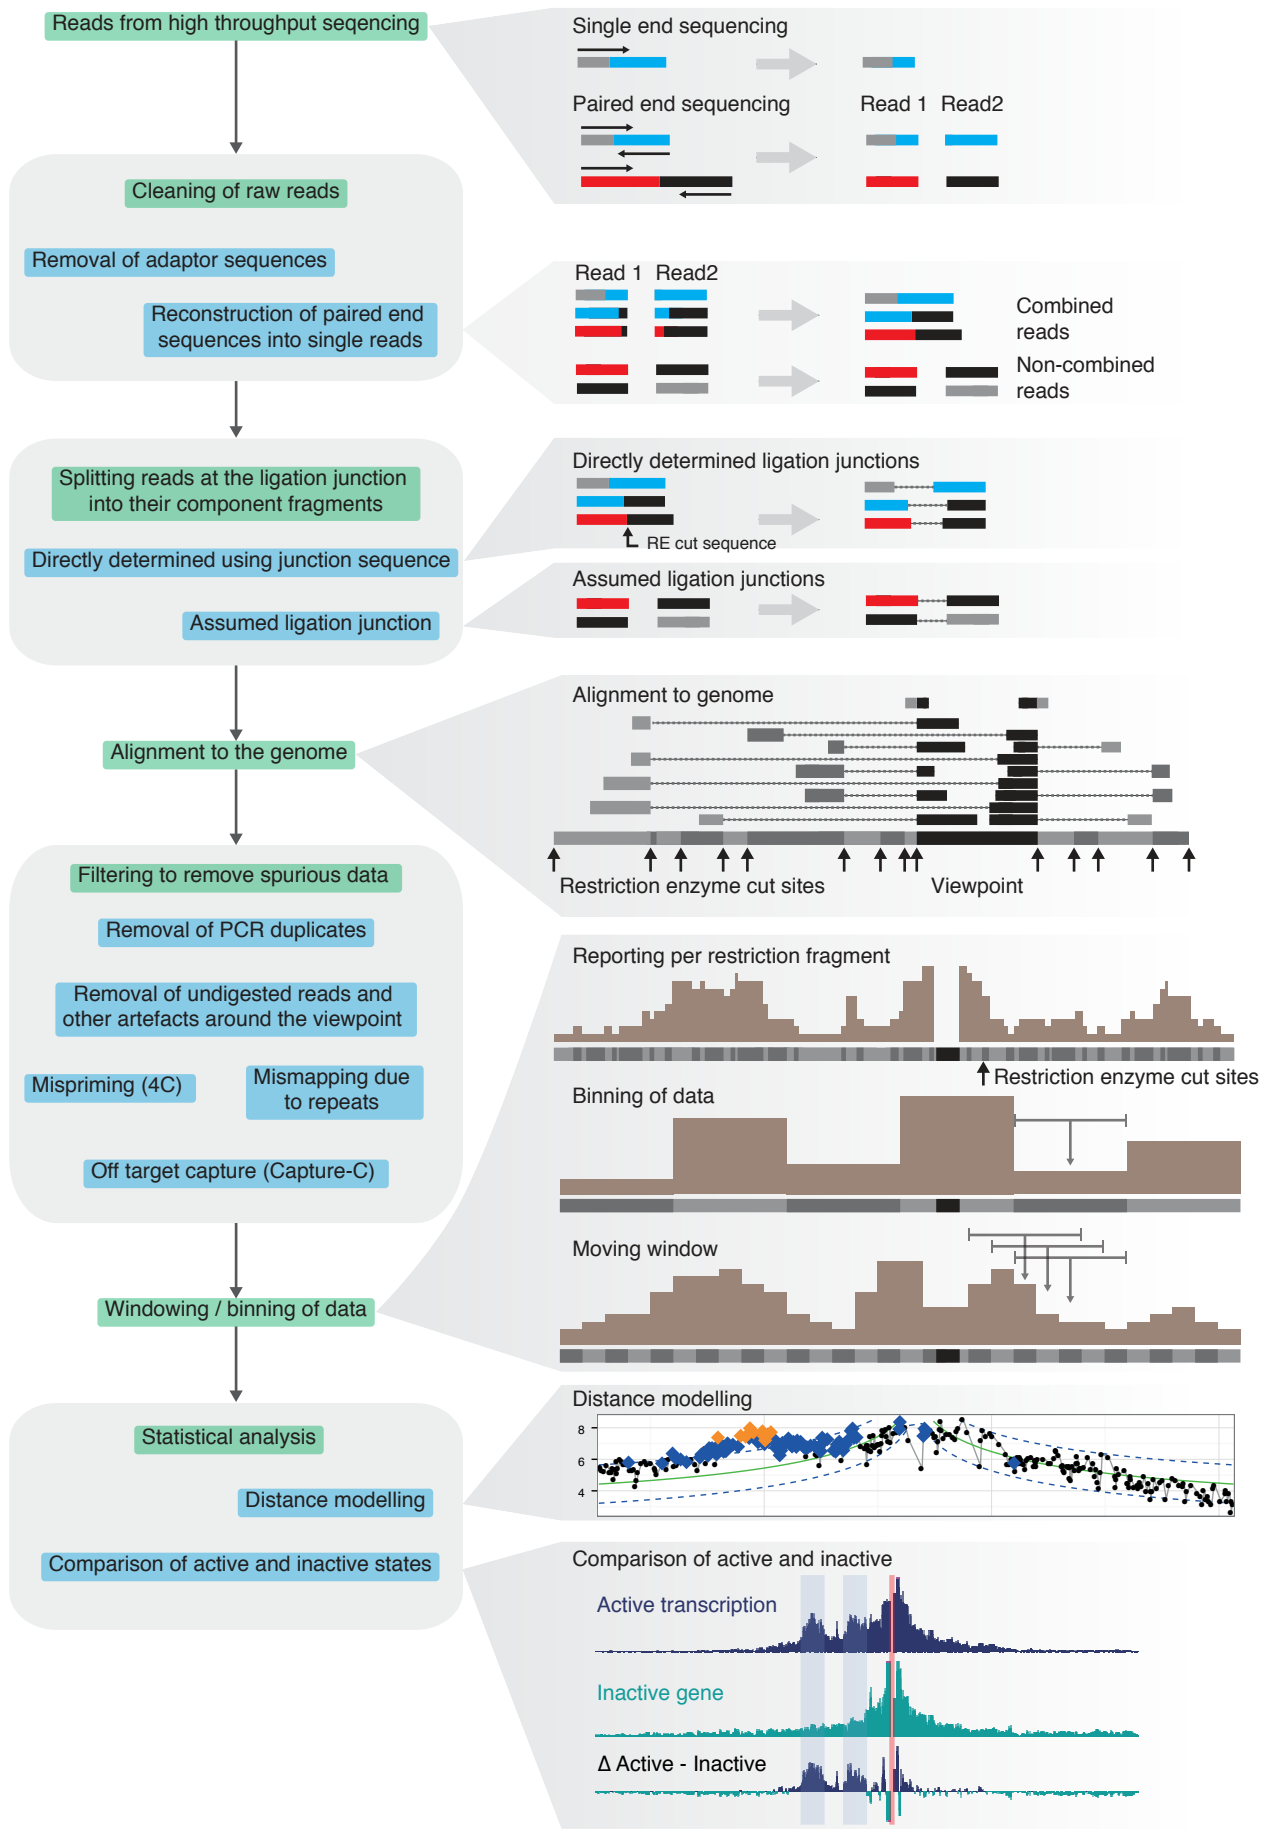 Reads from high throughput seqencing
Single end sequencing
Paired end sequencing
Read 1 Read2
Cleaning of raw reads
Removal of adaptor sequences
Reconstruction of paired end
sequences into single reads
Read 1 Read2
Combined
reads
Non-combined
reads
Splitting reads at the ligation junction
into their component fragments
Directly determined using junction sequence
Assumed ligation junction
Directly determined ligation junctions
RE cut sequence
Assumed ligation junctions
Alignment to the genome
Alignment to genome
Restriction enzyme cut sites
Viewpoint
Filtering to remove spurious data
Removal of PCR duplicates
Removal of undigested reads and
other artefacts around the viewpoint
Mispriming (4C)
Mismapping due
to repeats
Off target capture (Capture-C)
Windowing / binning of data
Reporting per restriction fragment
Restriction enzyme cut sites
Binning of data
Moving window
Statistical analysis
Distance modelling
Comparison of active and inactive states
Distance modelling
8
6
4
Comparison of active and inactive
Active transcription
Inactive gene
Δ Active - Inactive